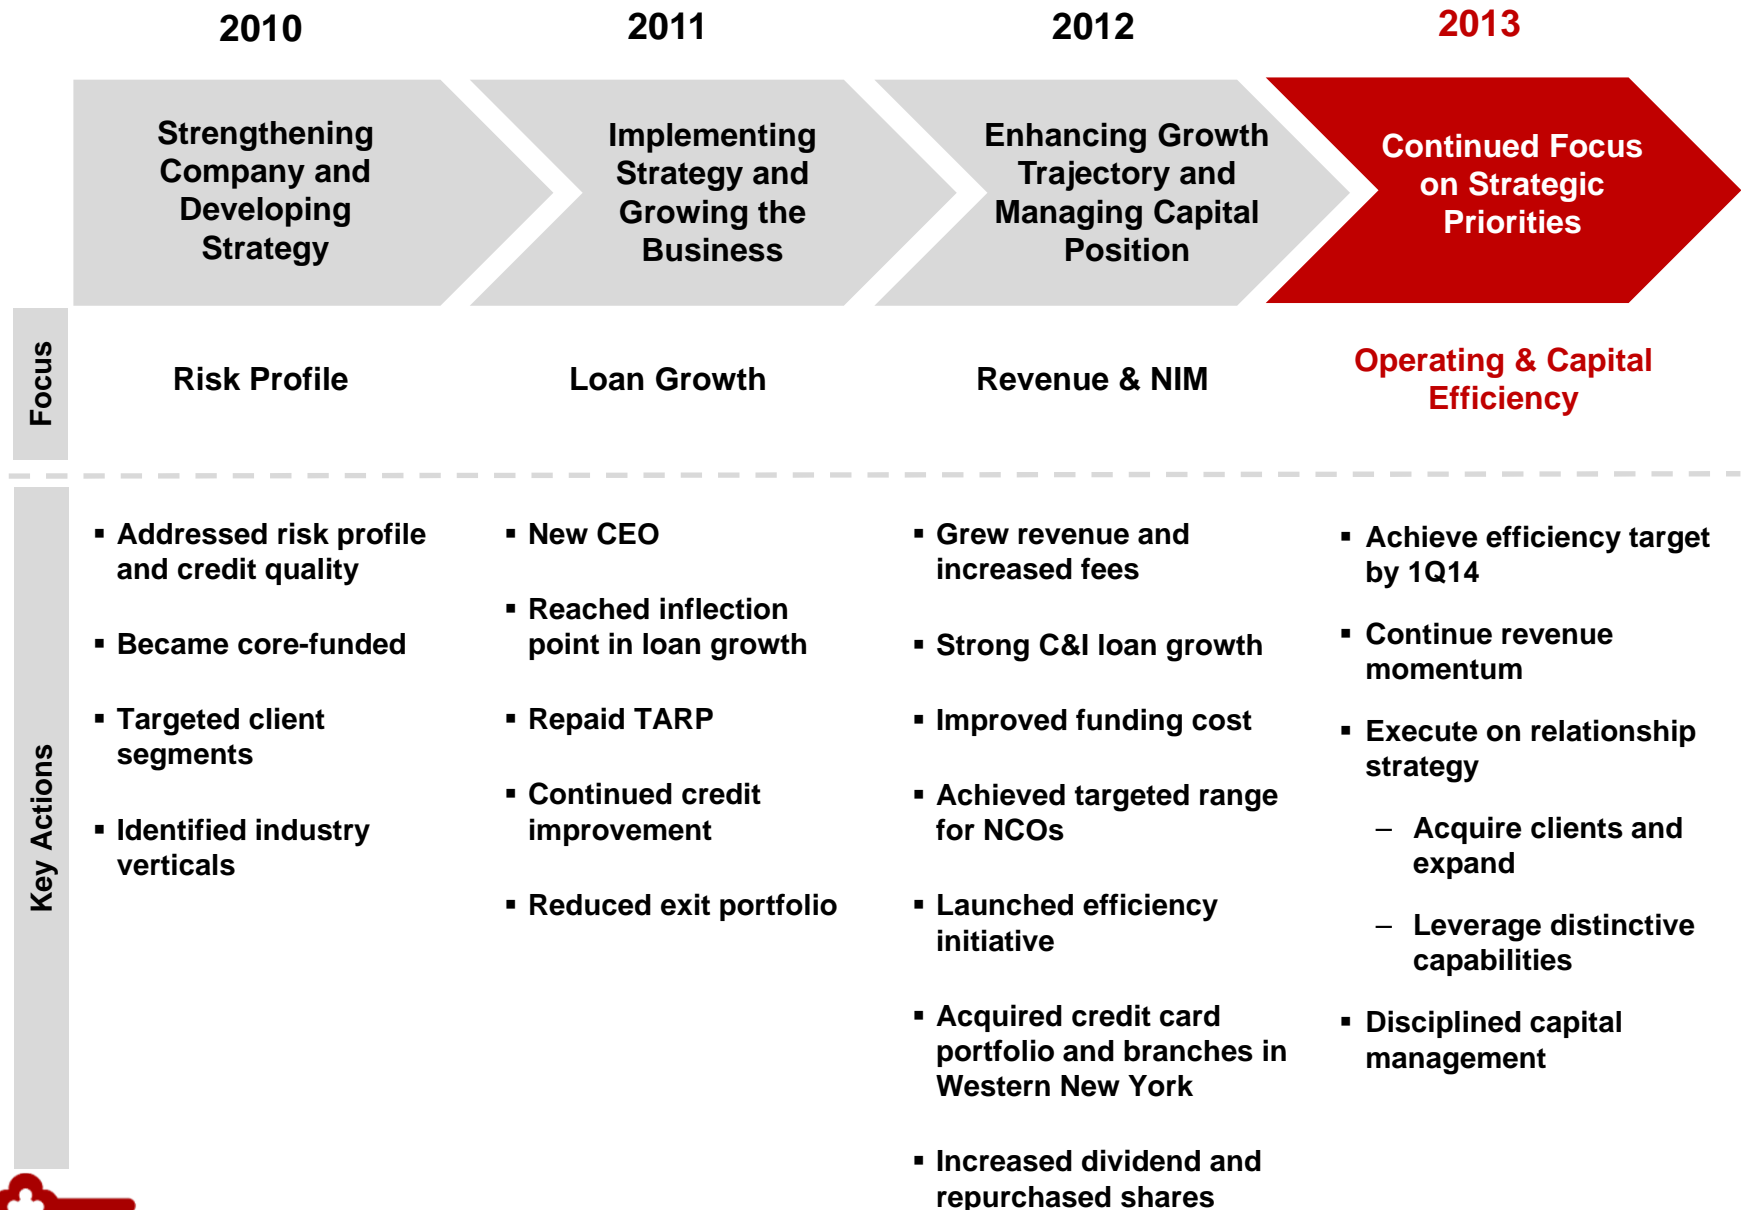 2010
2011
2012
2013
Strengthening
Company and
Developing
Strategy
Implementing
Strategy and
Growing the
Business
Enhancing Growth
Trajectory and
Managing Capital
Position
Continued Focus
on Strategic
Priorities
Focus
Risk Profile
Loan Growth
Revenue & NIM
Operating & Capital
Efficiency
Key Actions
▪ Addressed risk profile
and credit quality
▪ Became core-funded
▪ Targeted client
segments
▪ Identified industry
verticals
▪ New CEO
▪ Reached inflection
point in loan growth
▪ Repaid TARP
▪ Continued credit
improvement
▪ Reduced exit portfolio
▪ Grew revenue and
increased fees
▪ Strong C&I loan growth
▪ Improved funding cost
▪ Achieved targeted range
for NCOs
▪ Launched efficiency
initiative
▪ Acquired credit card
portfolio and branches in
Western New York
▪ Increased dividend and
repurchased shares
▪ Achieve efficiency target
by 1Q14
▪ Continue revenue
momentum
▪ Execute on relationship
strategy
– Acquire clients and
expand
– Leverage distinctive
capabilities
▪ Disciplined capital
management